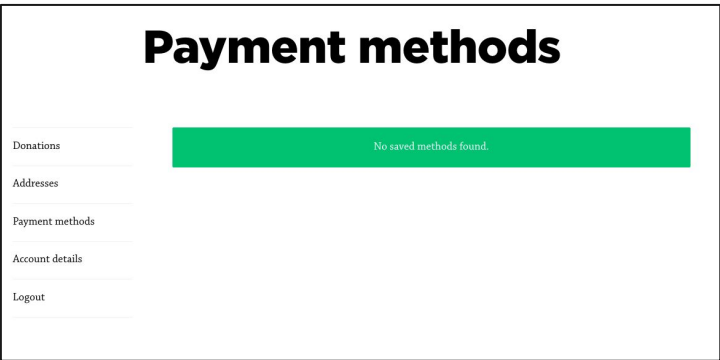 Payment methods
Donations
No saved methods found.
Addresses
Payment methods
Account details
Logout